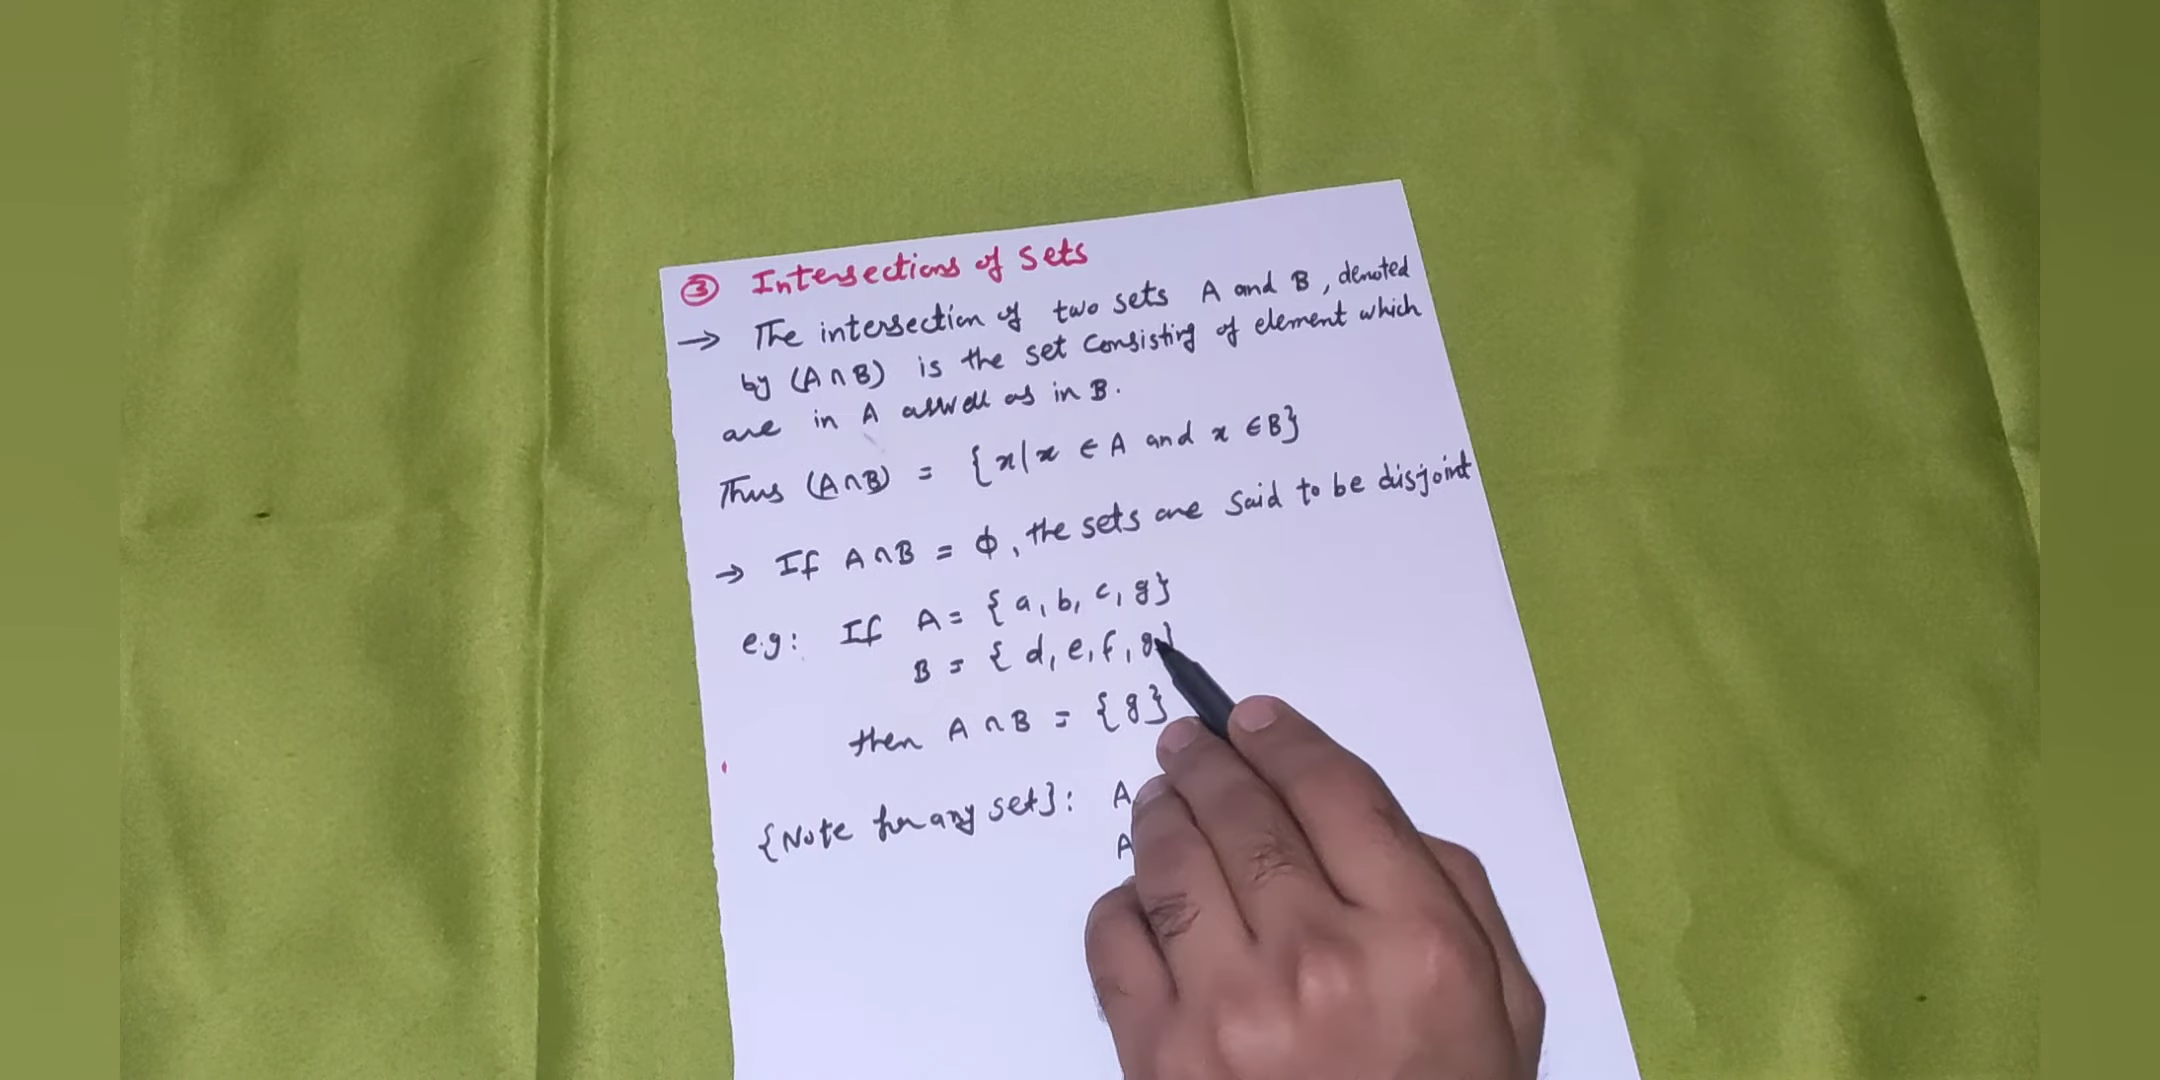 ③ Intersections of Sets
→ The intersection of two sets A and B, denoted
by (A ∩ B) is the set consisting of element which
are in A aswell as in B.
Thus (A∩B) = {x|x ∈ A and x ∈ B}
→ If A ∩ B = ϕ, the sets are said to be disjoint
e.g: If A = {a, b, c, g}
B = {d, e, f, g}
then A ∩ B = {g}
{Note for any set}: A
A